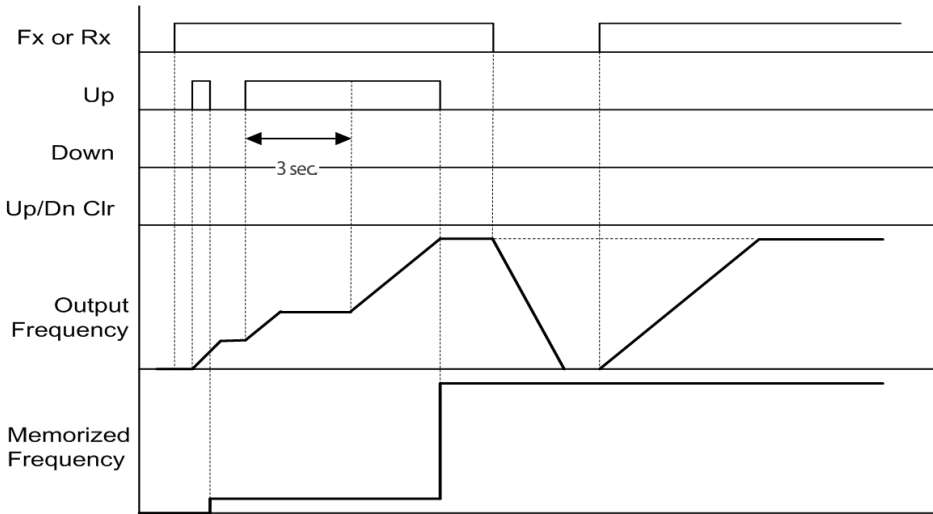 Fx or Rx
Up
Down
3 sec.
Up/Dn Clr
Output
Frequency
Memorized
Frequency